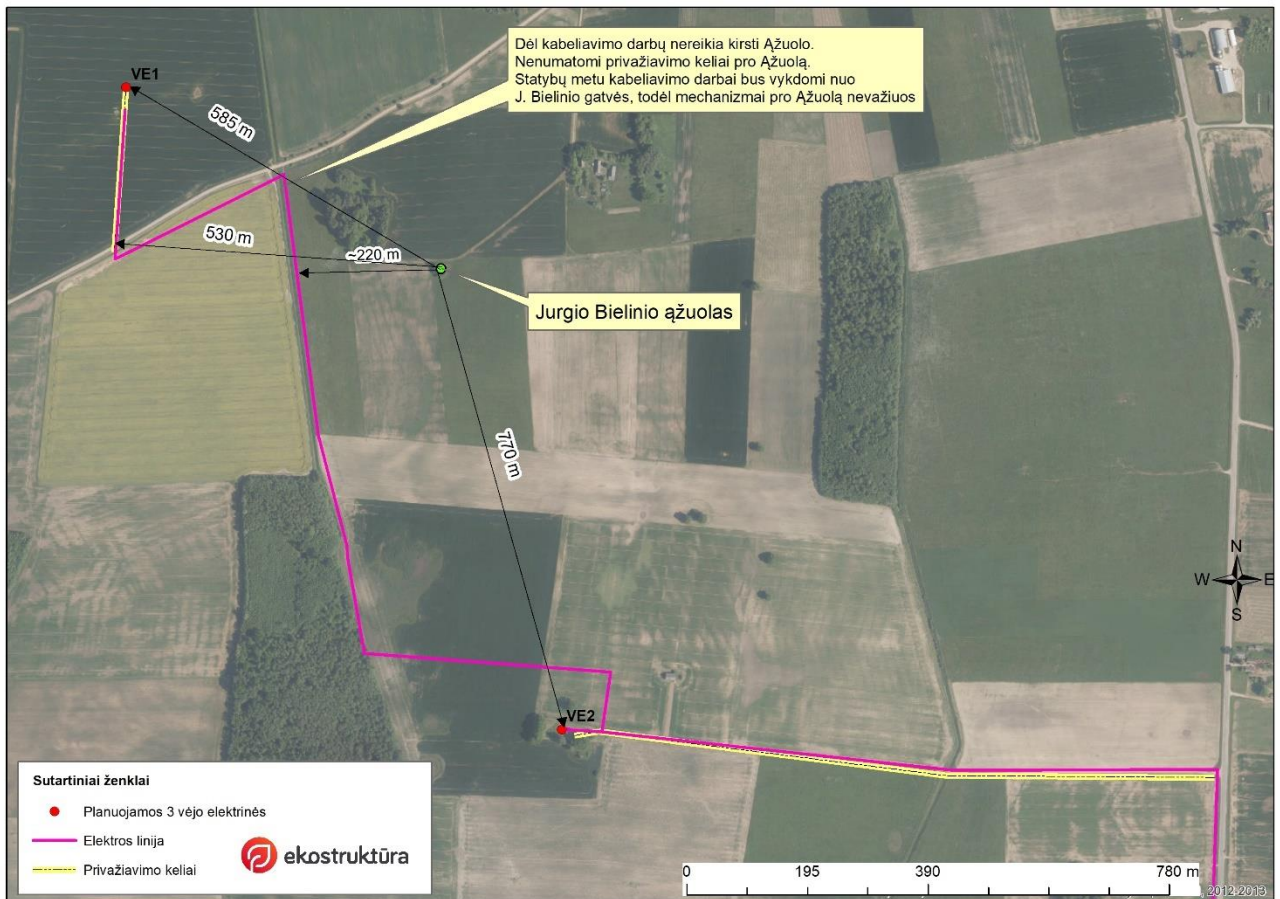 Dėl kabeliavimo darbų nereikia kirsti Ąžuolo.
Nenumatomi privažiavimo keliai pro Ąžuolą.
Statybų metu kabeliavimo darbai bus vykdomi nuo
J. Bielinio gatvės, todėl mechanizmai pro Ąžuolą nevažiuos
VE1
585 m
530 m
~220 m
Jurgio Bielinio ąžuolas
770 m
N
W E
S
VE2
Sutartiniai ženklai
Planuojamos 3 vėjo elektrinės
Elektros linija
Privažiavimo keliai
ekostruktūra
0 195 390 780 m
, 2012-2013